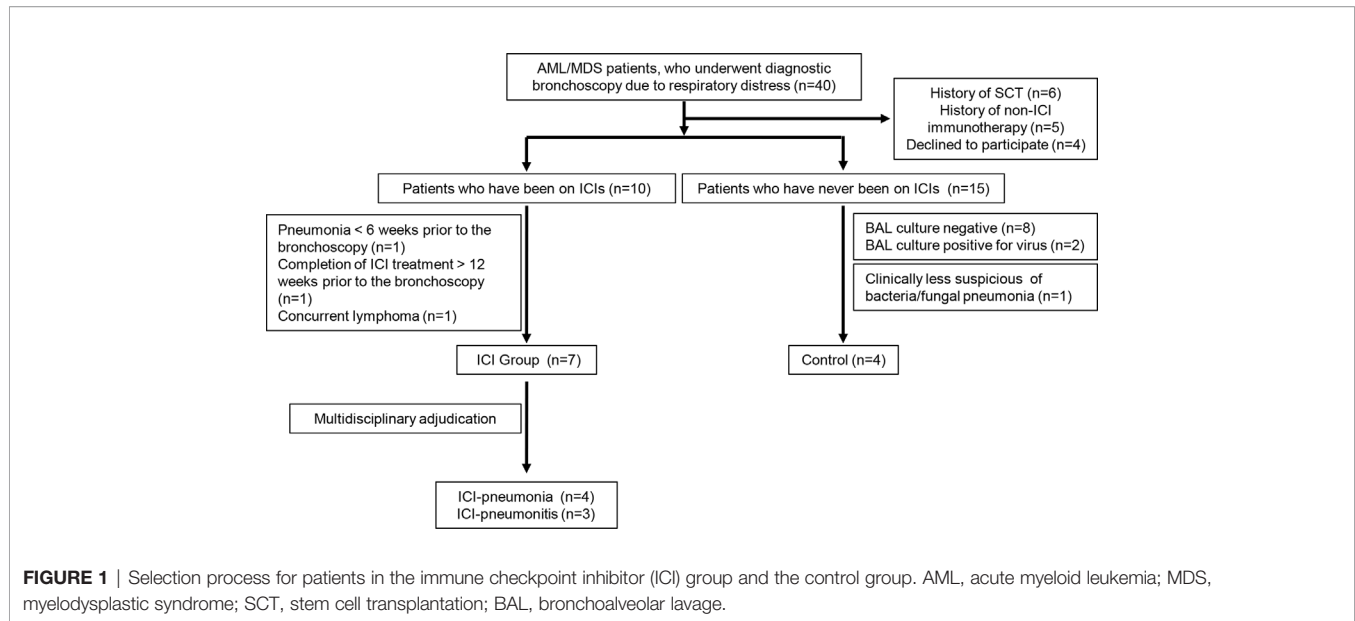 AML/MDS patients, who underwent diagnostic
bronchoscopy due to respiratory distress (n=40)
History of SCT (n=6)
History of non-ICI
immunotherapy (n=5)
Declined to participate (n=4)
Patients who have been on ICIs (n=10)
Patients who have never been on ICIs (n=15)
Pneumonia < 6 weeks prior to the
bronchoscopy (n=1)
Completion of ICI treatment > 12
weeks prior to the bronchoscopy
(n=1)
Concurrent lymphoma (n=1)
BAL culture negative (n=8)
BAL culture positive for virus (n=2)
Clinically less suspicious of
bacteria/fungal pneumonia (n=1)
ICI Group (n=7)
Control (n=4)
Multidisciplinary adjudication
ICI-pneumonia (n=4)
ICI-pneumonitis (n=3)
FIGURE 1 | Selection process for patients in the immune checkpoint inhibitor (ICI) group and the control group. AML, acute myeloid leukemia; MDS,
myelodysplastic syndrome; SCT, stem cell transplantation; BAL, bronchoalveolar lavage.